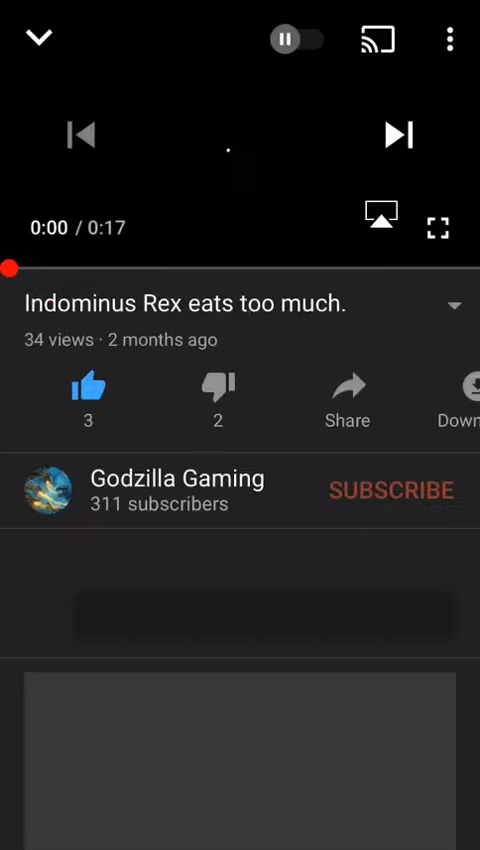 0:00 / 0:17
Indominus Rex eats too much.
34 views · 2 months ago
3
2
Share
Down
Godzilla Gaming
311 subscribers
SUBSCRIBE